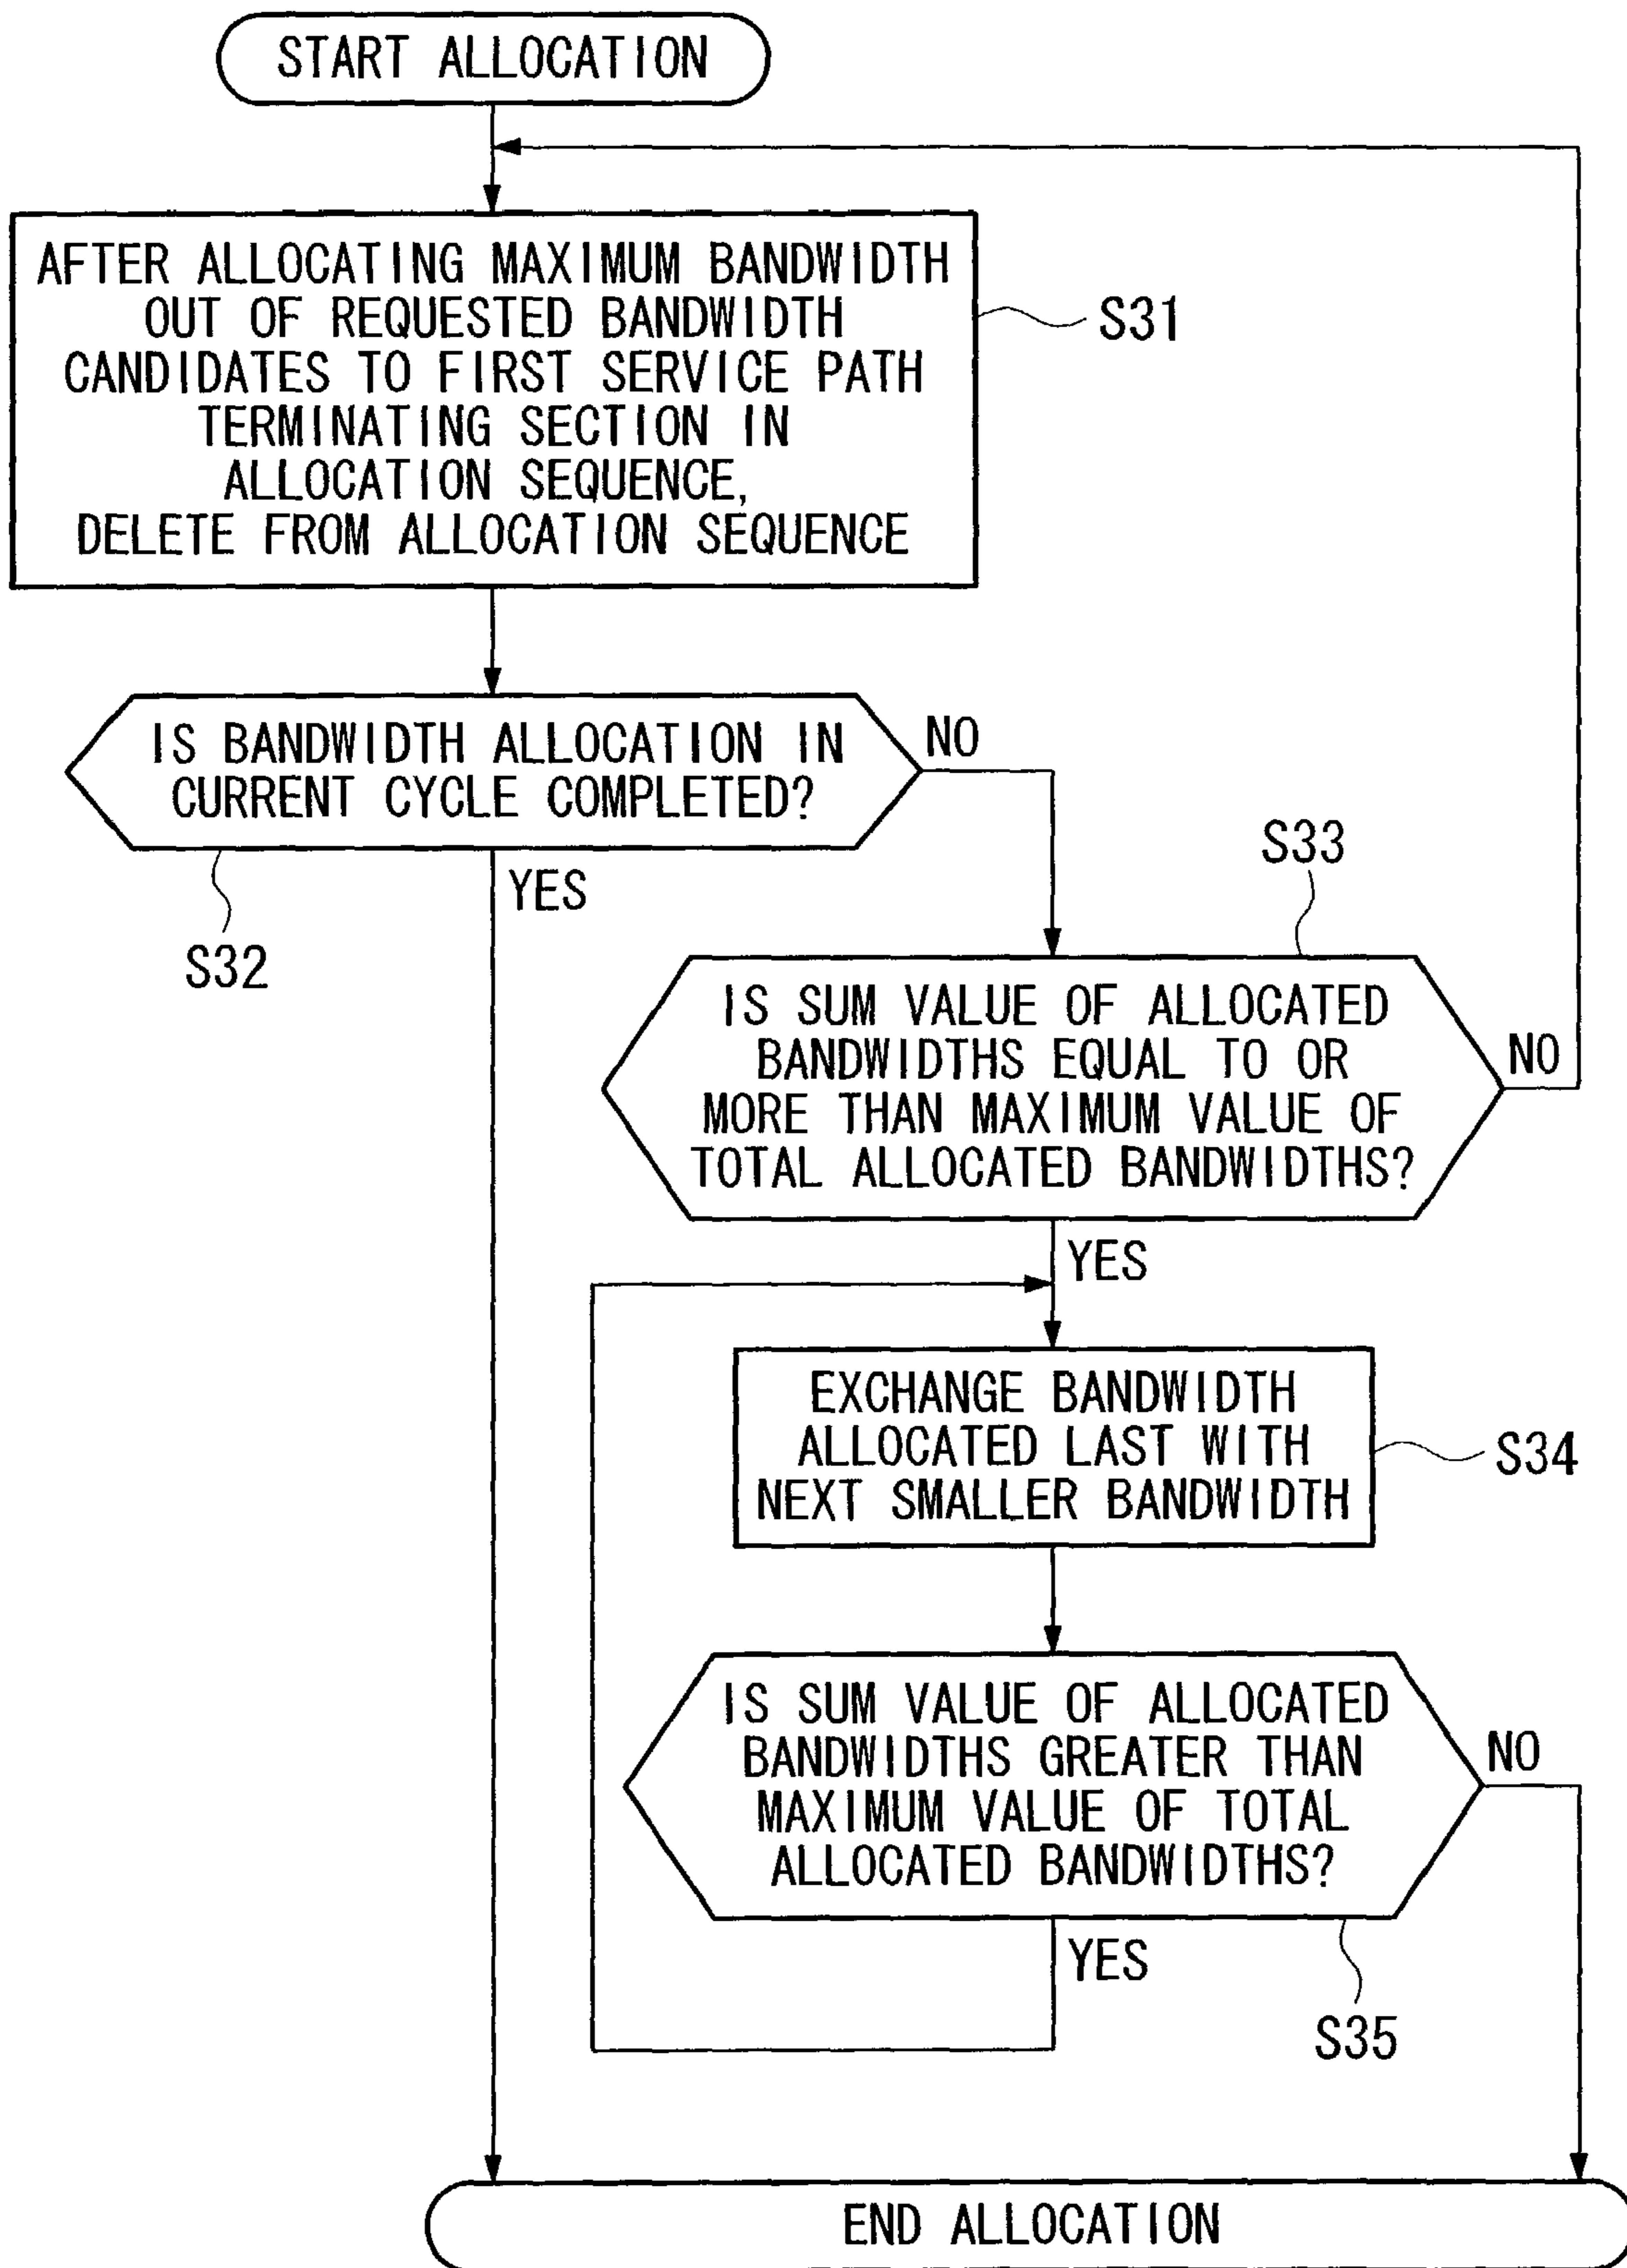 START ALLOCATION
AFTER ALLOCATING MAXIMUM BANDWIDTH
OUT OF REQUESTED BANDWIDTH
CANDIDATES TO FIRST SERVICE PATH
TERMINATING SECTION IN
ALLOCATION SEQUENCE,
DELETE FROM ALLOCATION SEQUENCE
S31
IS BANDWIDTH ALLOCATION IN
CURRENT CYCLE COMPLETED?
NO
YES
S32
S33
IS SUM VALUE OF ALLOCATED
BANDWIDTHS EQUAL TO OR
MORE THAN MAXIMUM VALUE OF
TOTAL ALLOCATED BANDWIDTHS?
NO
YES
EXCHANGE BANDWIDTH
ALLOCATED LAST WITH
NEXT SMALLER BANDWIDTH
S34
IS SUM VALUE OF ALLOCATED
BANDWIDTHS GREATER THAN
MAXIMUM VALUE OF TOTAL
ALLOCATED BANDWIDTHS?
NO
YES
S35
END ALLOCATION